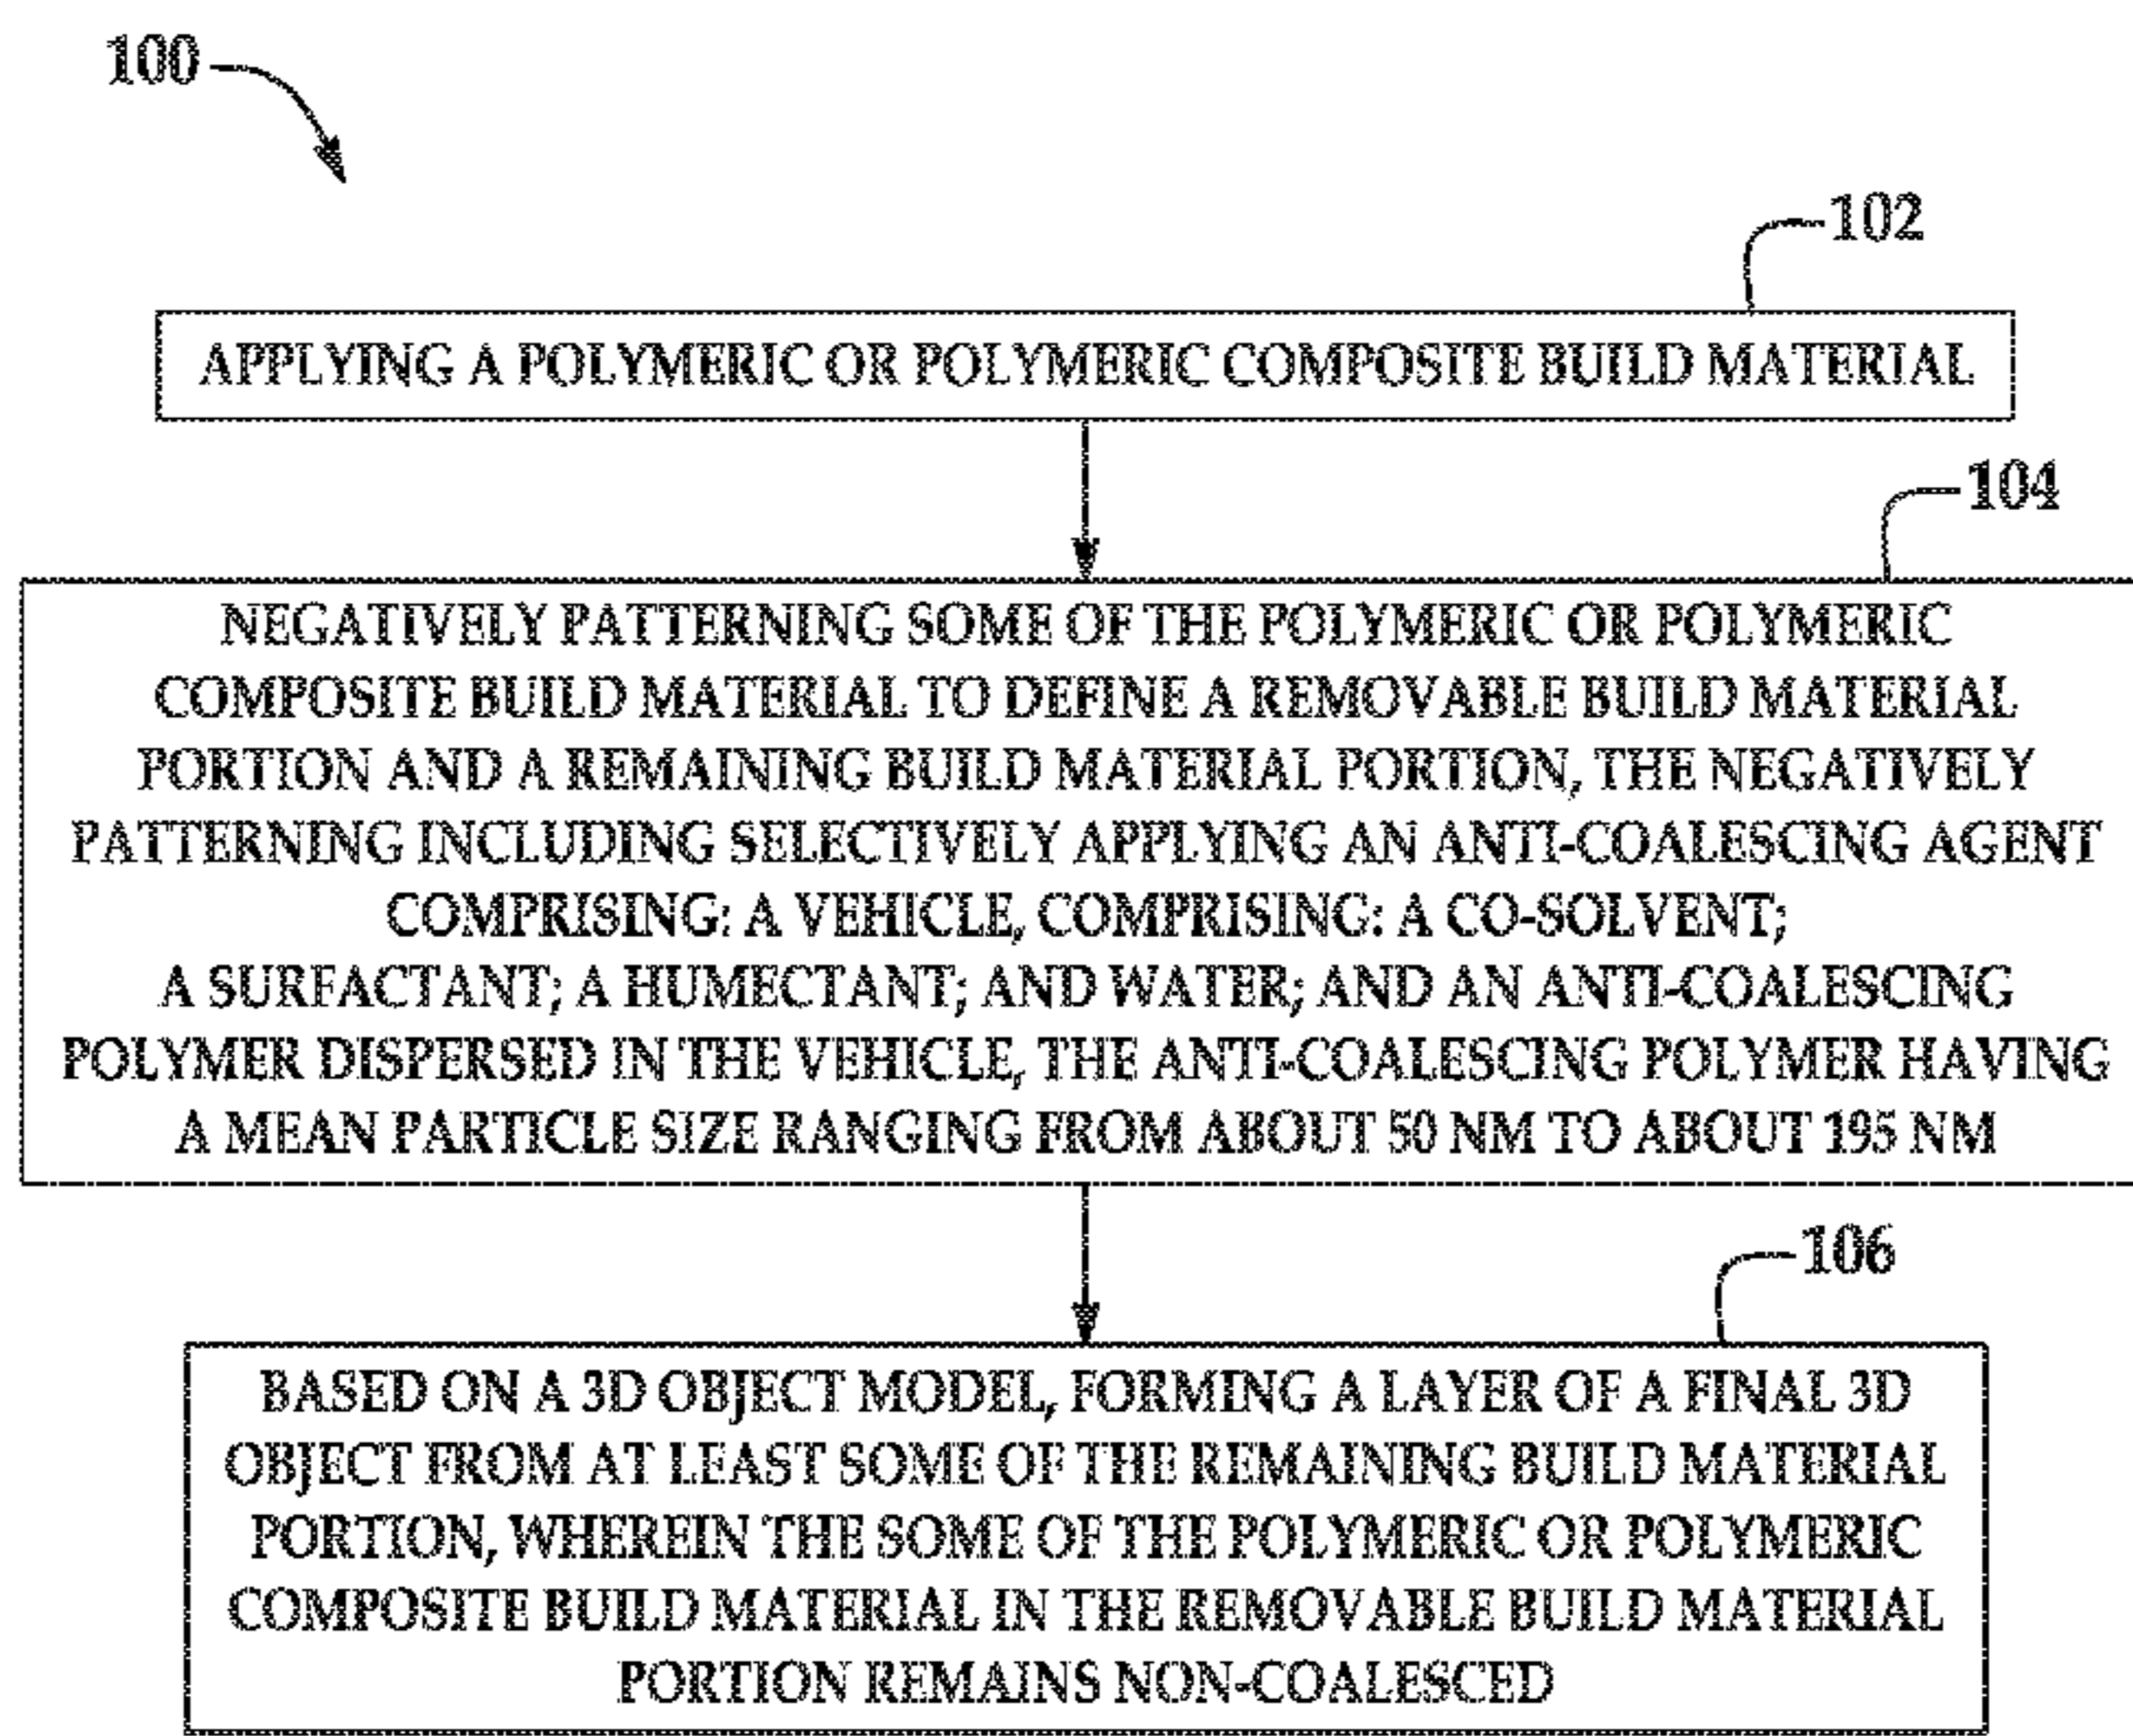 100
102
APPLYING A POLYMERIC OR POLYMERIC COMPOSITE BUILD MATERIAL
104
NEGATIVELY PATTERNING SOME OF THE POLYMERIC OR POLYMERIC
COMPOSITE BUILD MATERIAL TO DEFINE A REMOVABLE BUILD MATERIAL
PORTION AND A REMAINING BUILD MATERIAL PORTION, THE NEGATIVELY
PATTERNING INCLUDING SELECTIVELY APPLYING AN ANTI-COALESCING AGENT
COMPRISING: A VEHICLE, COMPRISING: A CO-SOLVENT;
A SURFACTANT; A HUMECTANT; AND WATER; AND AN ANTI-COALESCING
POLYMER DISPERSED IN THE VEHICLE, THE ANTI-COALESCING POLYMER HAVING
A MEAN PARTICLE SIZE RANGING FROM ABOUT 50 NM TO ABOUT 195 NM
106
BASED ON A 3D OBJECT MODEL, FORMING A LAYER OF A FINAL 3D
OBJECT FROM AT LEAST SOME OF THE REMAINING BUILD MATERIAL
PORTION, WHEREIN THE SOME OF THE POLYMERIC OR POLYMERIC
COMPOSITE BUILD MATERIAL IN THE REMOVABLE BUILD MATERIAL
PORTION REMAINS NON-COALESCED